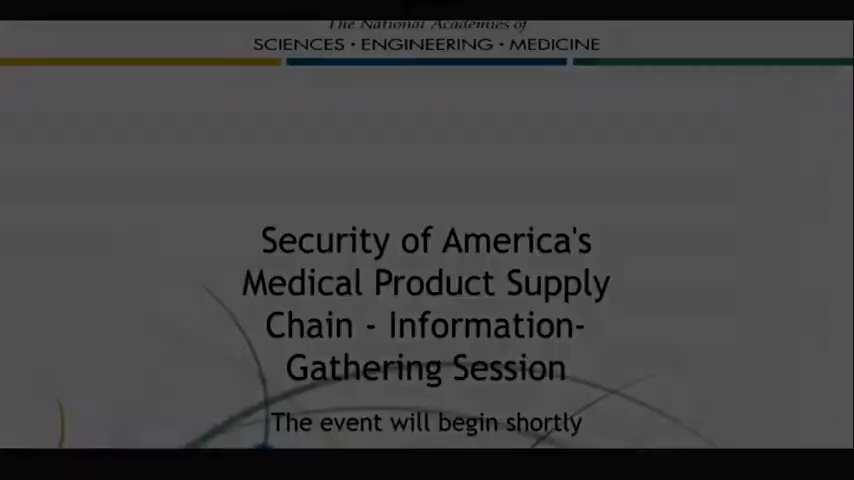 The National Academies of
SCIENCES · ENGINEERING · MEDICINE
Security of America's
Medical Product Supply
Chain - Information-
Gathering Session
The event will begin shortly